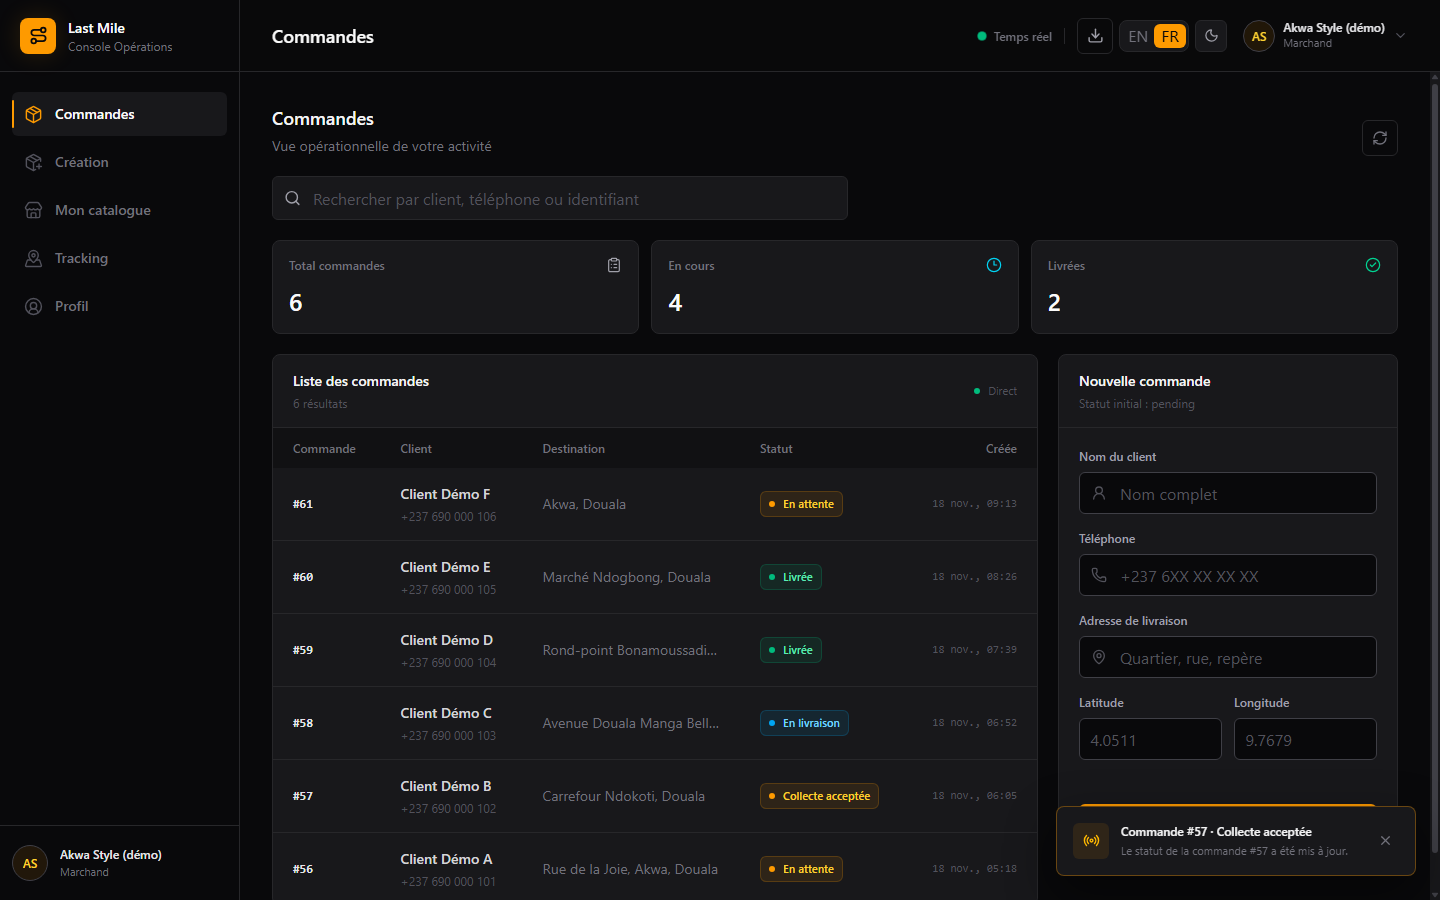 Last Mile
Console Opérations
Commandes
Création
Mon catalogue
Tracking
Profil
AS
Akwa Style (démo)
Marchand
Commandes
Temps réel
EN FR
AS
Akwa Style (démo)
Marchand
Commandes
Vue opérationnelle de votre activité
Rechercher par client, téléphone ou identifiant
Total commandes
6
En cours
4
Livrées
2
Liste des commandes
6 résultats
Direct
Commande Client Destination Statut Créée
#61 Client Démo F Akwa, Douala En attente 18 nov., 09:13
+237 690 000 106
#60 Client Démo E Marché Ndogbong, Douala Livrée 18 nov., 08:26
+237 690 000 105
#59 Client Démo D Rond-point Bonamoussadi... Livrée 18 nov., 07:39
+237 690 000 104
#58 Client Démo C Avenue Douala Manga Bell... En livraison 18 nov., 06:52
+237 690 000 103
#57 Client Démo B Carrefour Ndokoti, Douala Collecte acceptée 18 nov., 06:05
+237 690 000 102
#56 Client Démo A Rue de la Joie, Akwa, Douala En attente 18 nov., 05:18
+237 690 000 101
Nouvelle commande
Statut initial : pending
Nom du client
Nom complet
Téléphone
+237 6XX XX XX XX
Adresse de livraison
Quartier, rue, repère
Latitude Longitude
4.0511 9.7679
Commande #57 · Collecte acceptée
Le statut de la commande #57 a été mis à jour.